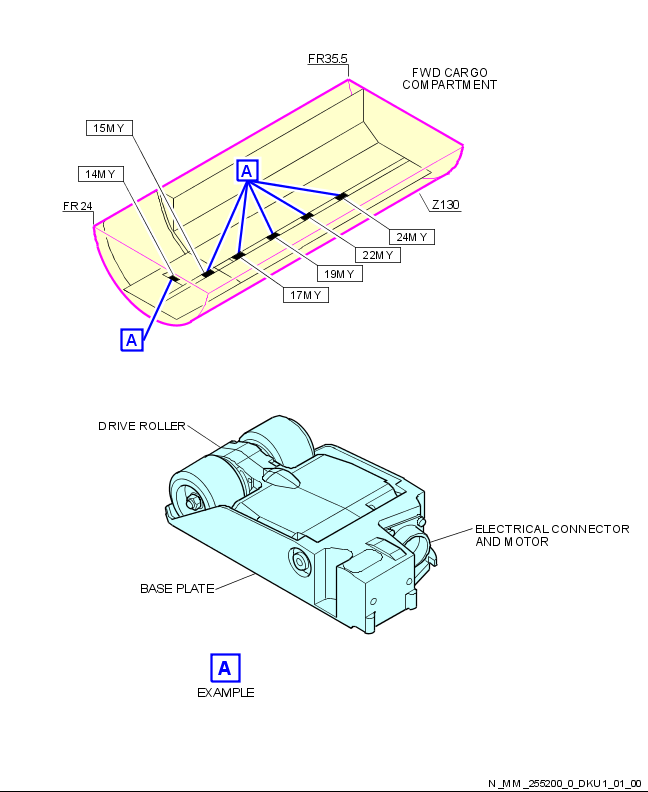 FR35.5
FWD CARGO
COMPARTMENT
15MY
A
14MY
FR24
Z130
24MY
22MY
19MY
17MY
A
DRIVE ROLLER
ELECTRICAL CONNECTOR
AND MOTOR
BASE PLATE
A
EXAMPLE
N_MM_255200_0_DKU1_01_00